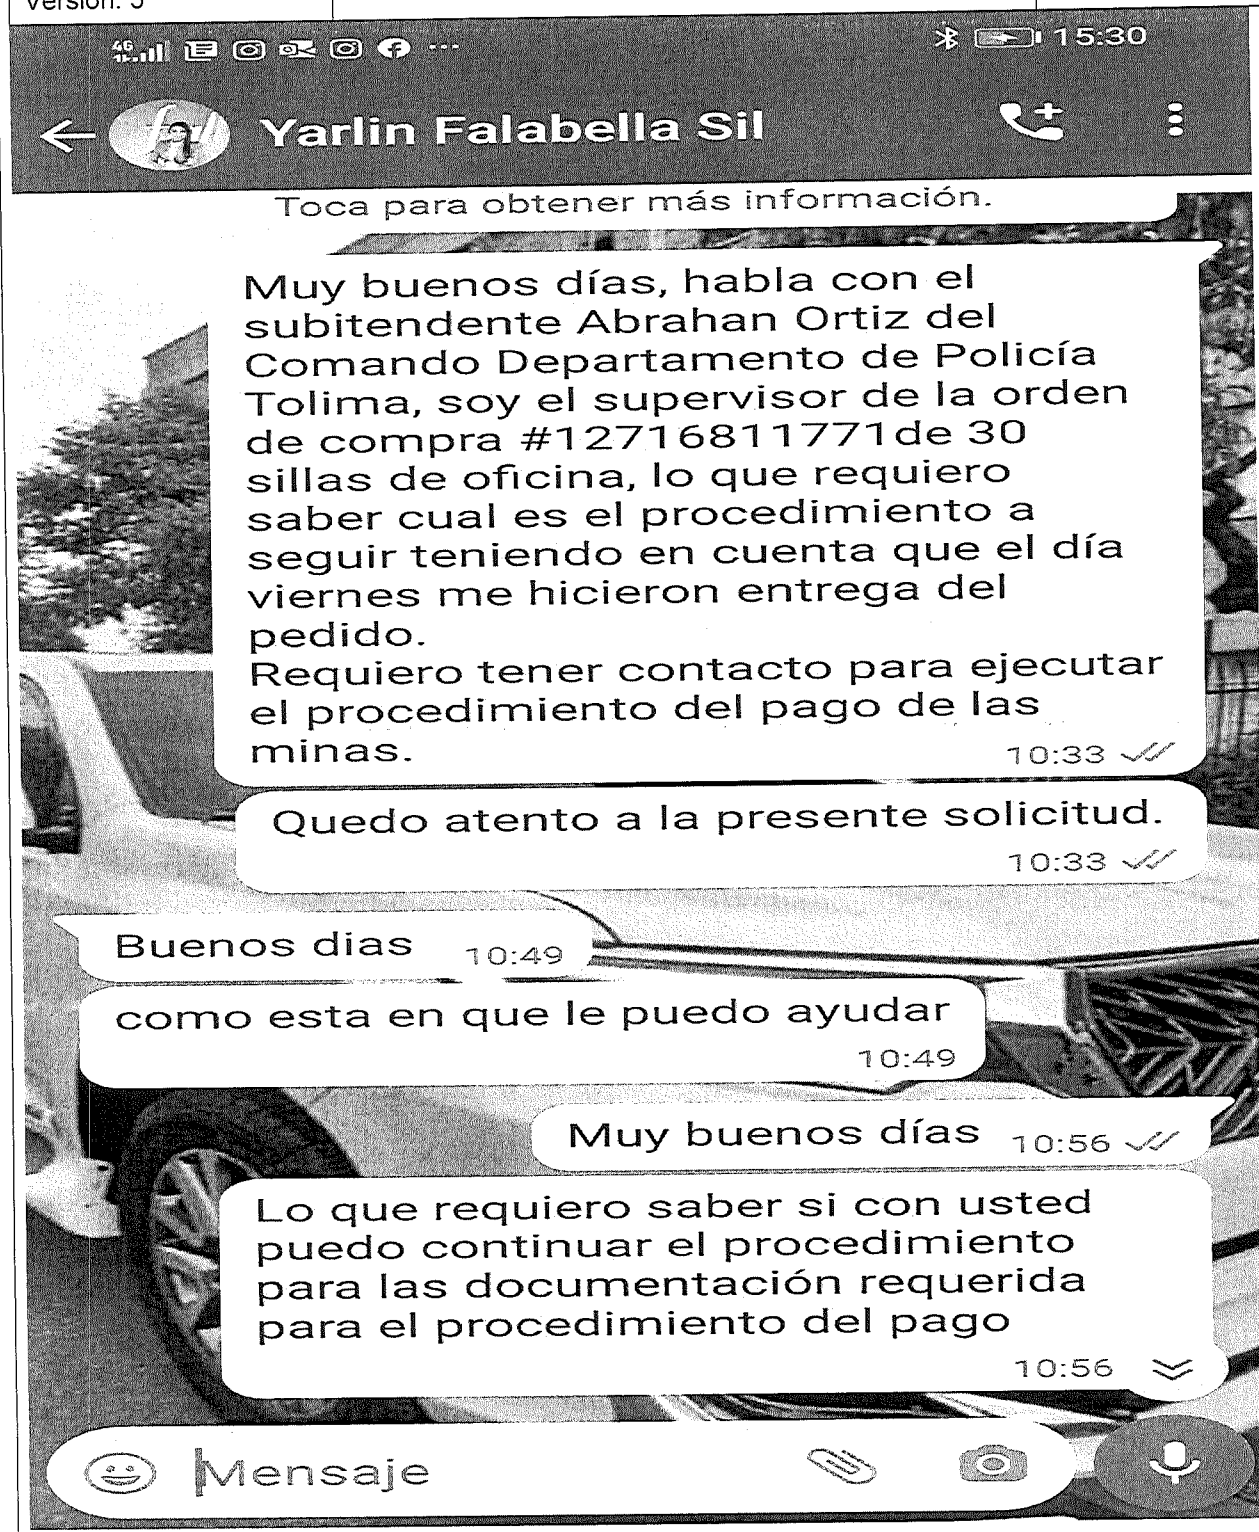 Versión: 5
4G 15:30
Yarlin Falabella Sil
Toca para obtener más información.
Muy buenos días, habla con el
subitendente Abrahan Ortiz del
Comando Departamento de Policía
Tolima, soy el supervisor de la orden
de compra #12716811771de 30
sillas de oficina, lo que requiero
saber cual es el procedimiento a
seguir teniendo en cuenta que el día
viernes me hicieron entrega del
pedido.
Requiero tener contacto para ejecutar
el procedimiento del pago de las
minas.
10:33
Quedo atento a la presente solicitud.
10:33
Buenos dias 10:49
como esta en que le puedo ayudar
10:49
Muy buenos días 10:56
Lo que requiero saber si con usted
puedo continuar el procedimiento
para las documentación requerida
para el procedimiento del pago
10:56
Mensaje